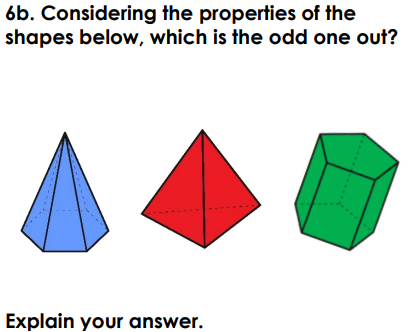 6b. Considering the properties of the
shapes below, which is the odd one out?
Explain your answer.